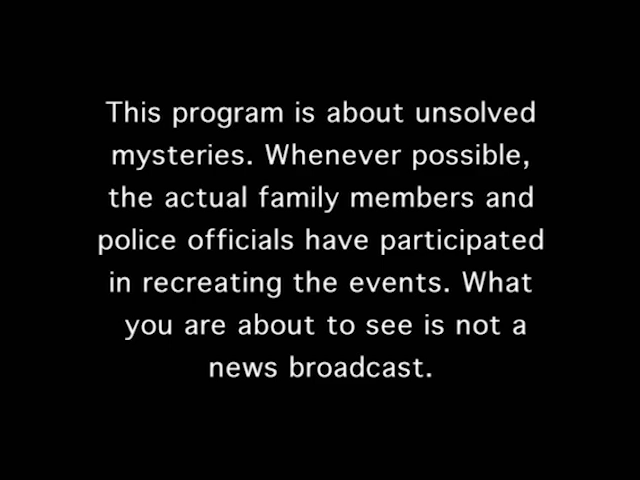 This program is about unsolved
mysteries. Whenever possible,
the actual family members and
police officials have participated
in recreating the events. What
you are about to see is not a
news broadcast.